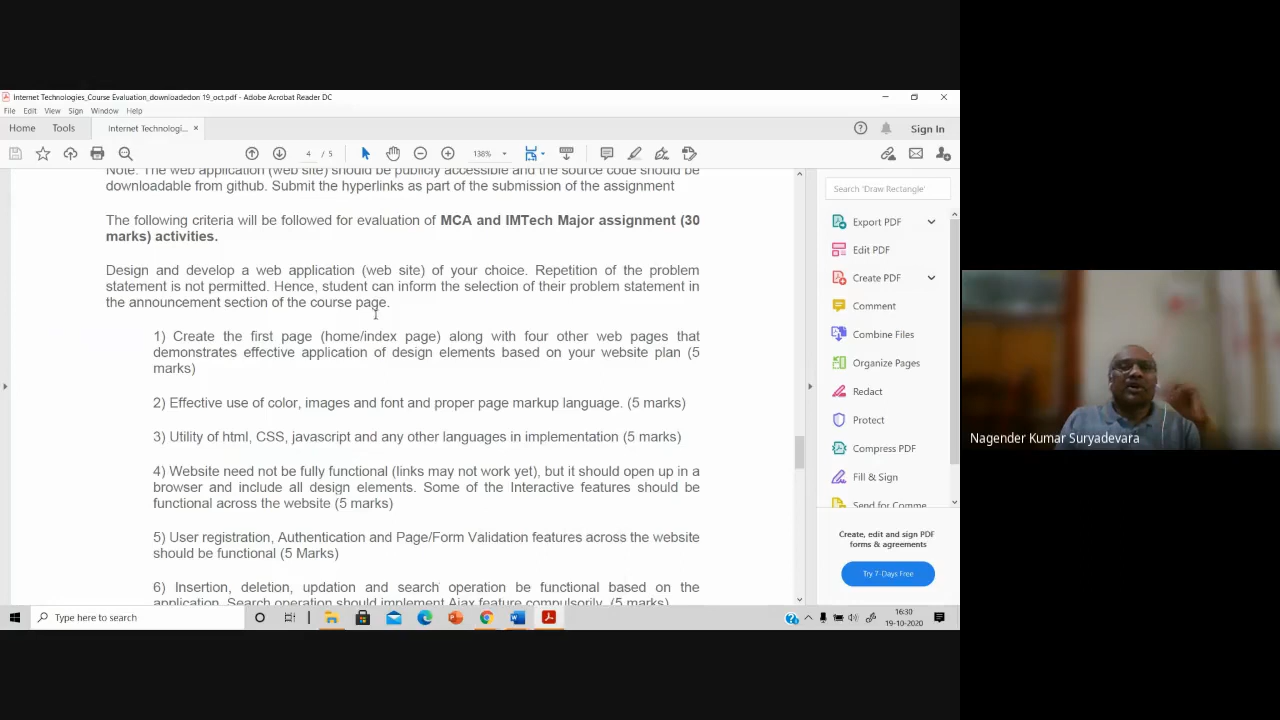 Internet Technologies_Course Evaluation_downloadedon 19_oct.pdf - Adobe Acrobat Reader DC
File Edit View Sign Window Help
Home Tools Internet Technologi... × Sign In
4 / 5 138%
Search 'Draw Rectangle'
Note: The web application (web site) should be publicly accessible and the source code should be
downloadable from github. Submit the hyperlinks as part of the submission of the assignment
The following criteria will be followed for evaluation of MCA and IMTech Major assignment (30
marks) activities.
Design and develop a web application (web site) of your choice. Repetition of the problem
statement is not permitted. Hence, student can inform the selection of their problem statement in
the announcement section of the course page.
1) Create the first page (home/index page) along with four other web pages that
demonstrates effective application of design elements based on your website plan (5
marks)
2) Effective use of color, images and font and proper page markup language. (5 marks)
3) Utility of html, CSS, javascript and any other languages in implementation (5 marks)
4) Website need not be fully functional (links may not work yet), but it should open up in a
browser and include all design elements. Some of the Interactive features should be
functional across the website (5 marks)
5) User registration, Authentication and Page/Form Validation features across the website
should be functional (5 Marks)
6) Insertion, deletion, updation and search operation be functional based on the
application. Search operation should implement Ajax feature compulsorily. (5 marks)
Export PDF
Edit PDF
Create PDF
Comment
Combine Files
Organize Pages
Redact
Protect
Compress PDF
Fill & Sign
Send for Comme...
Create, edit and sign PDF
forms & agreements
Try 7-Days Free
Type here to search
16:30
19-10-2020
Nagender Kumar Suryadevara